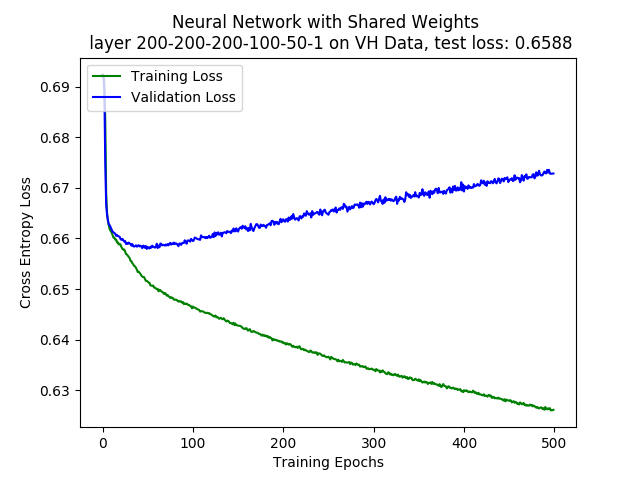 Neural Network with Shared Weights
layer 200-200-200-100-50-1 on VH Data, test loss: 0.6588
Training Loss
Validation Loss
0.69
0.68
0.67
0.66
0.65
0.64
0.63
Cross Entropy Loss
0 100 200 300 400 500
Training Epochs